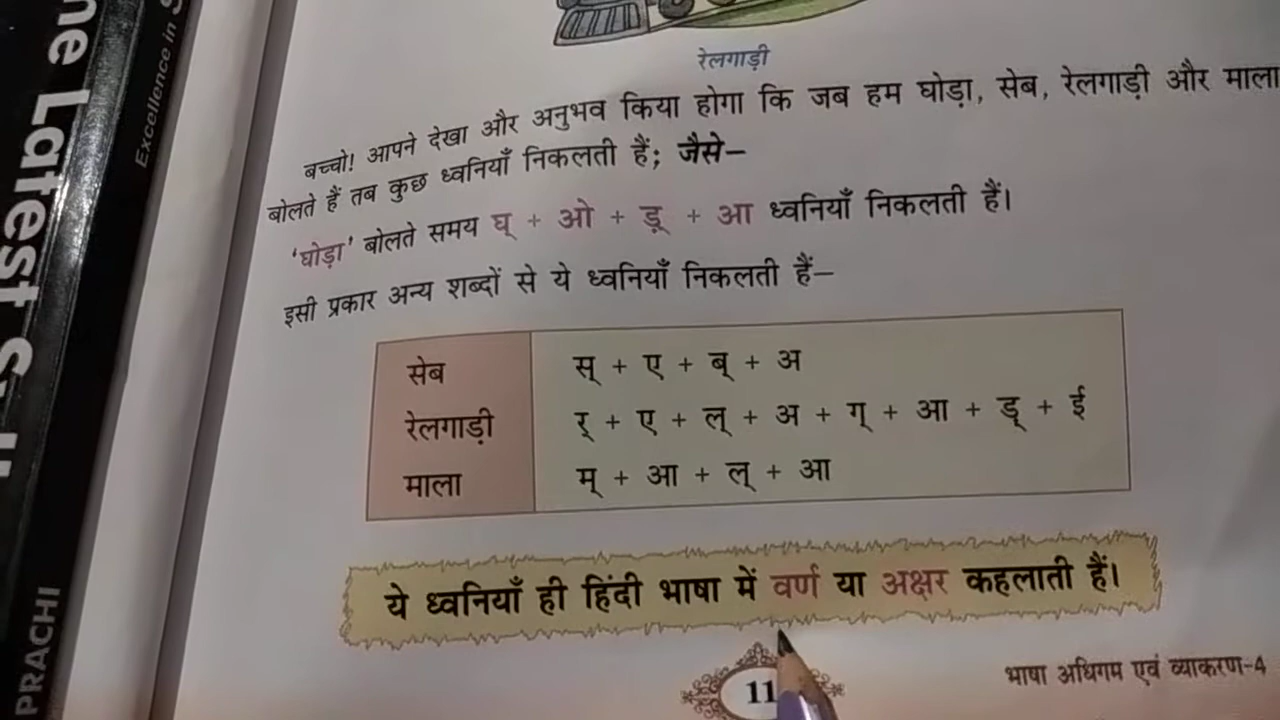 रेलगाड़ी
बच्चो! आपने देखा और अनुभव किया होगा कि जब हम घोड़ा, सेब, रेलगाड़ी और माला
बोलते हैं तब कुछ ध्वनियाँ निकलती हैं; जैसे–
'घोड़ा' बोलते समय घ् + ओ + ड़् + आ ध्वनियाँ निकलती हैं।
इसी प्रकार अन्य शब्दों से ये ध्वनियाँ निकलती हैं–
सेब स् + ए + ब् + अ
रेलगाड़ी र् + ए + ल् + अ + ग् + आ + ड़् + ई
माला म् + आ + ल् + आ
ये ध्वनियाँ ही हिंदी भाषा में वर्ण या अक्षर कहलाती हैं।
11
भाषा अधिगम एवं व्याकरण-4
Latest
Excellence in
PRACHI